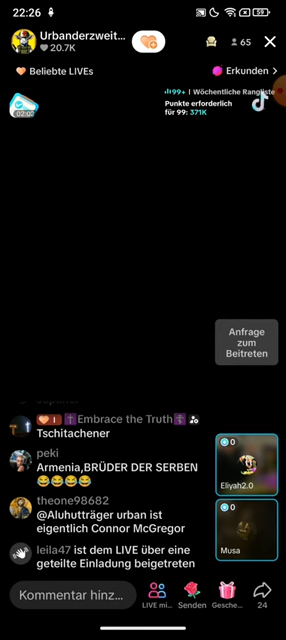 22:26
59
Urbanderzweit...
20.7K
65
Beliebte LIVEs
Erkunden >
99+ | Wöchentliche Rangliste
Punkte erforderlich
für 99: 371K
02:02
Anfrage
zum
Beitreten
1 Embrace the Truth
Tschitachener
peki
Armenia,BRÜDER DER SERBEN
😂😂😂😂
theone98682
@Aluhutträger urban ist
eigentlich Connor McGregor
leila47 ist dem LIVE über eine
geteilte Einladung beigetreten
0
Eliyah2.0
0
Musa
Kommentar hinz...
LIVE mi...
Senden
Gesche...
24